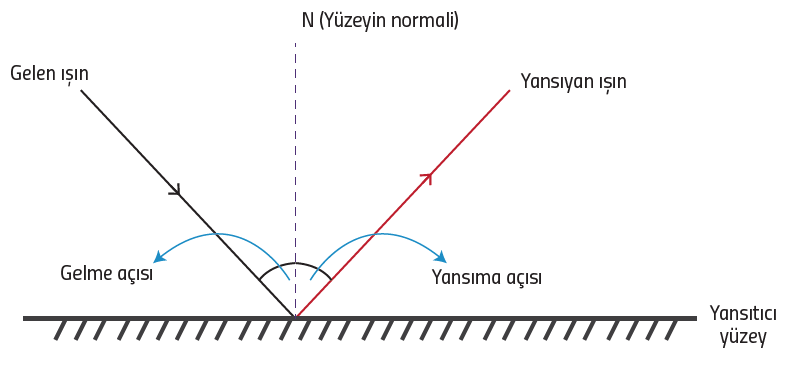 N (Yüzeyin normali)
Gelen ışın
Yansıyan ışın
Gelme açısı
Yansıma açısı
Yansıtıcı
yüzey